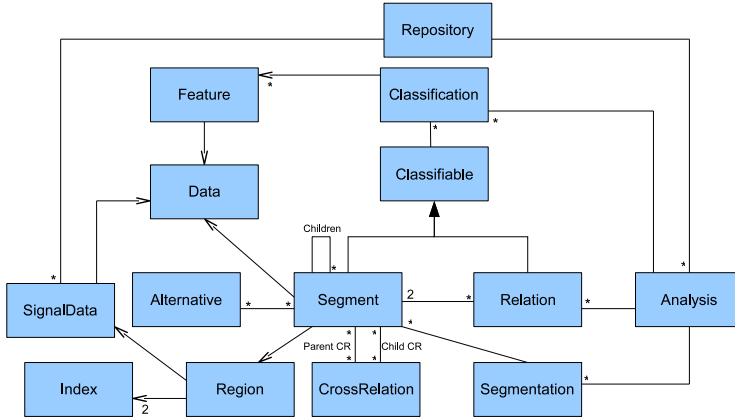 Repository
Feature
*
Classification
*
*
Data
Classifiable
Children
*
*
*
SignalData
Alternative
*
*
Segment
2
*
Relation
*
Analysis
*
*
*
Parent CR
Child CR
*
*
Index
2
Region
CrossRelation
Segmentation
*